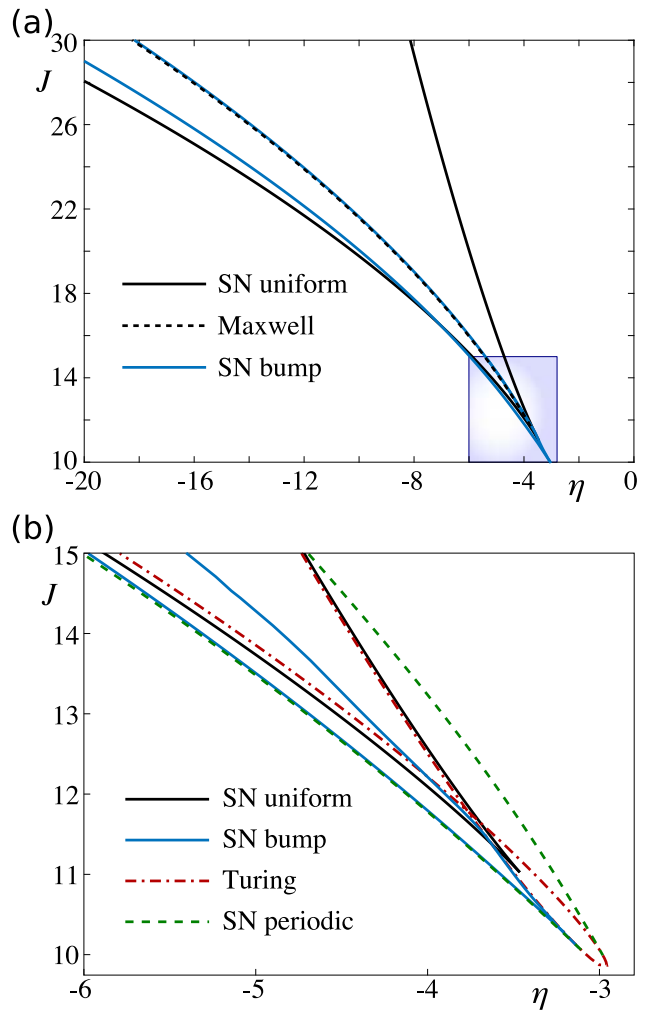 (a)
30
J
26
22
18
14
10
SN uniform
Maxwell
SN bump
-20 -16 -12 -8 -4 η 0
(b)
15
J
14
13
12
11
10
SN uniform
SN bump
Turing
SN periodic
-6 -5 -4 η -3